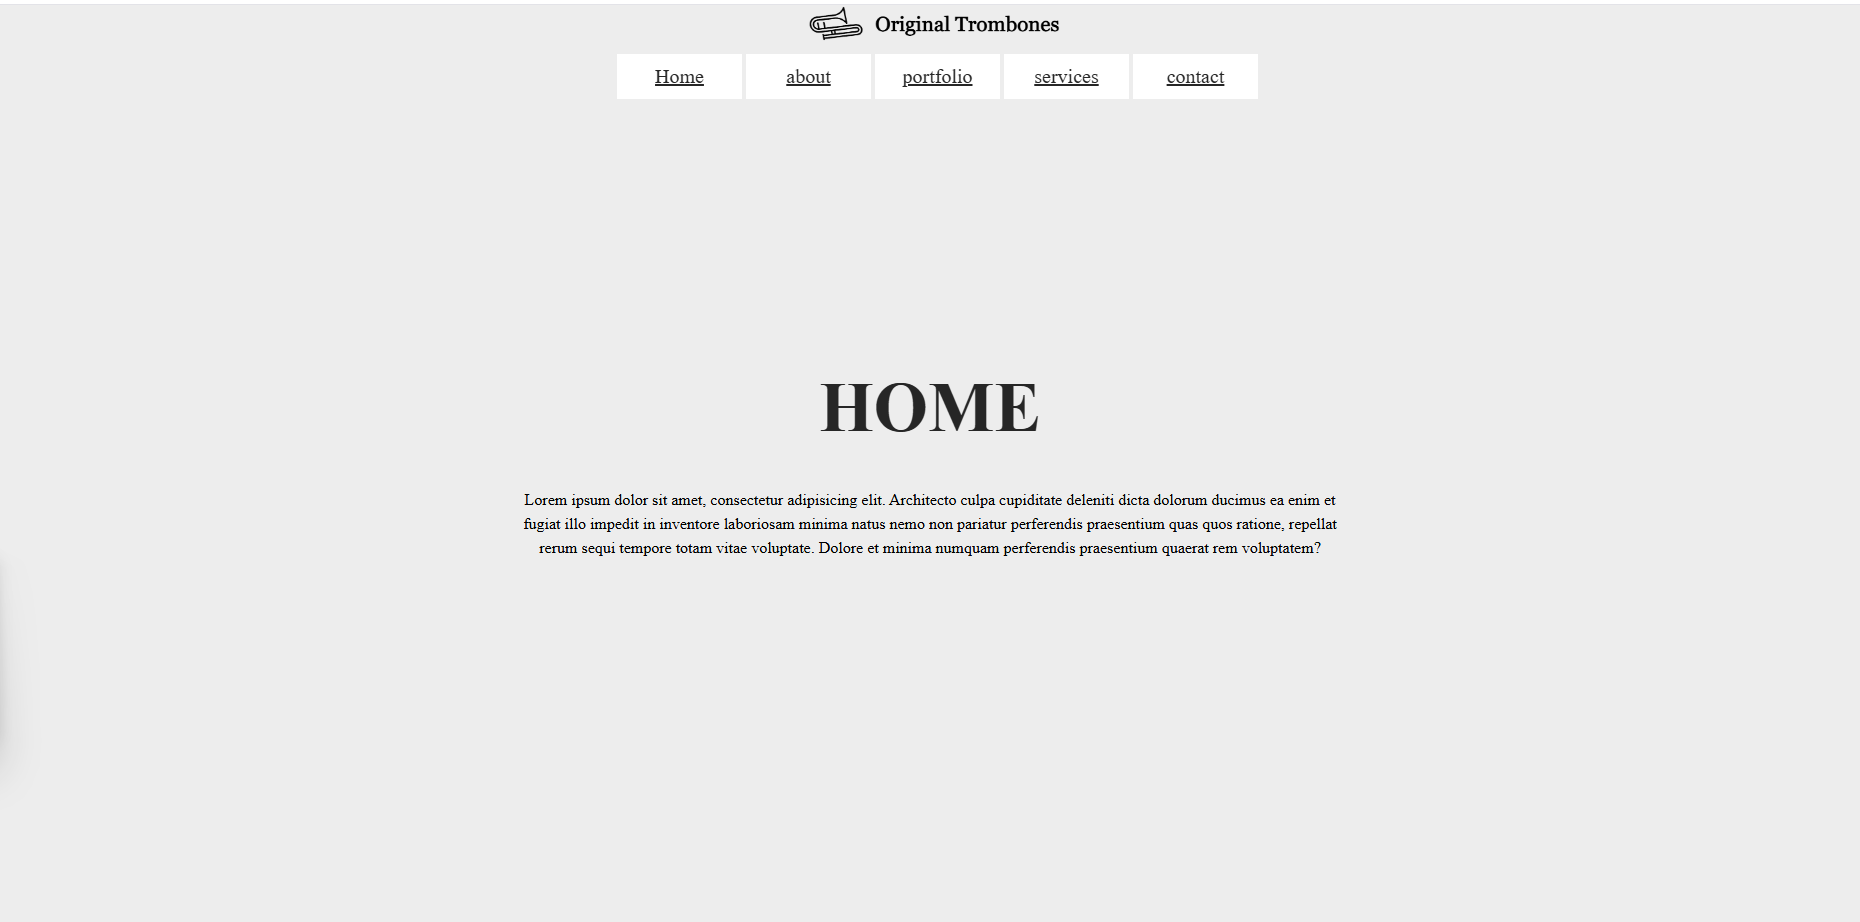 Original Trombones
Home
about
portfolio
services
contact
HOME
Lorem ipsum dolor sit amet, consectetur adipisicing elit. Architecto culpa cupiditate deleniti dicta dolorum ducimus ea enim et
fugiat illo impedit in inventore laboriosam minima natus nemo non pariatur perferendis praesentium quas quos ratione, repellat
rerum sequi tempore totam vitae voluptate. Dolore et minima numquam perferendis praesentium quaerat rem voluptatem?